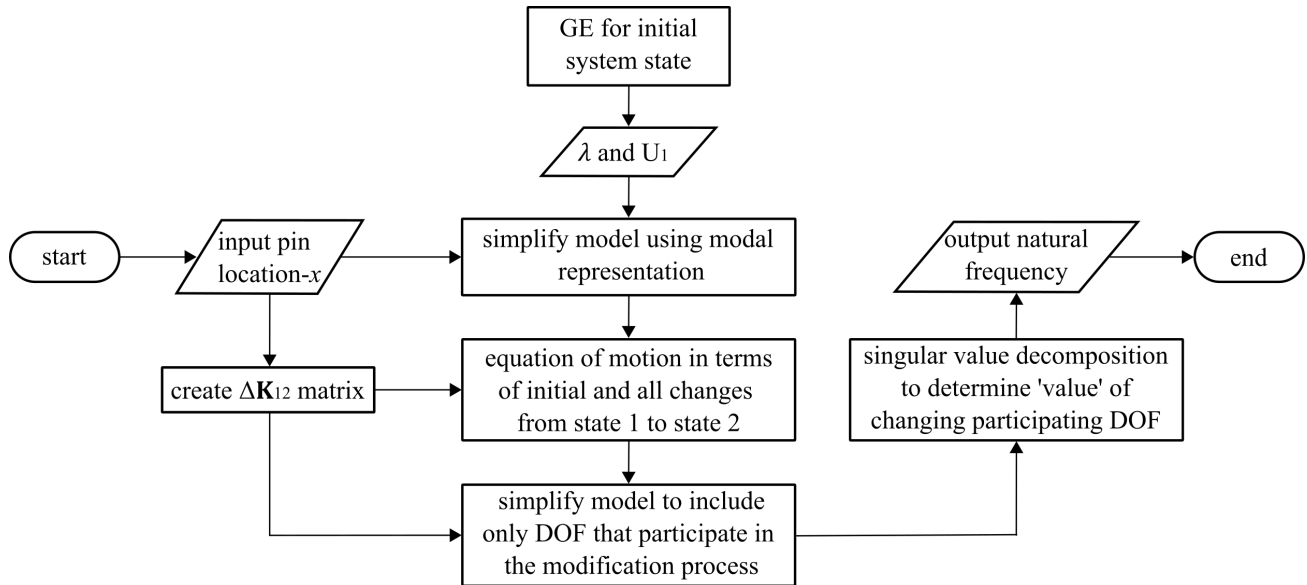 GE for initial
system state
λ and U₁
start
input pin
location-x
simplify model using modal
representation
output natural
frequency
end
create ΔK₁₂ matrix
equation of motion in terms
of initial and all changes
from state 1 to state 2
singular value decomposition
to determine 'value' of
changing participating DOF
simplify model to include
only DOF that participate in
the modification process